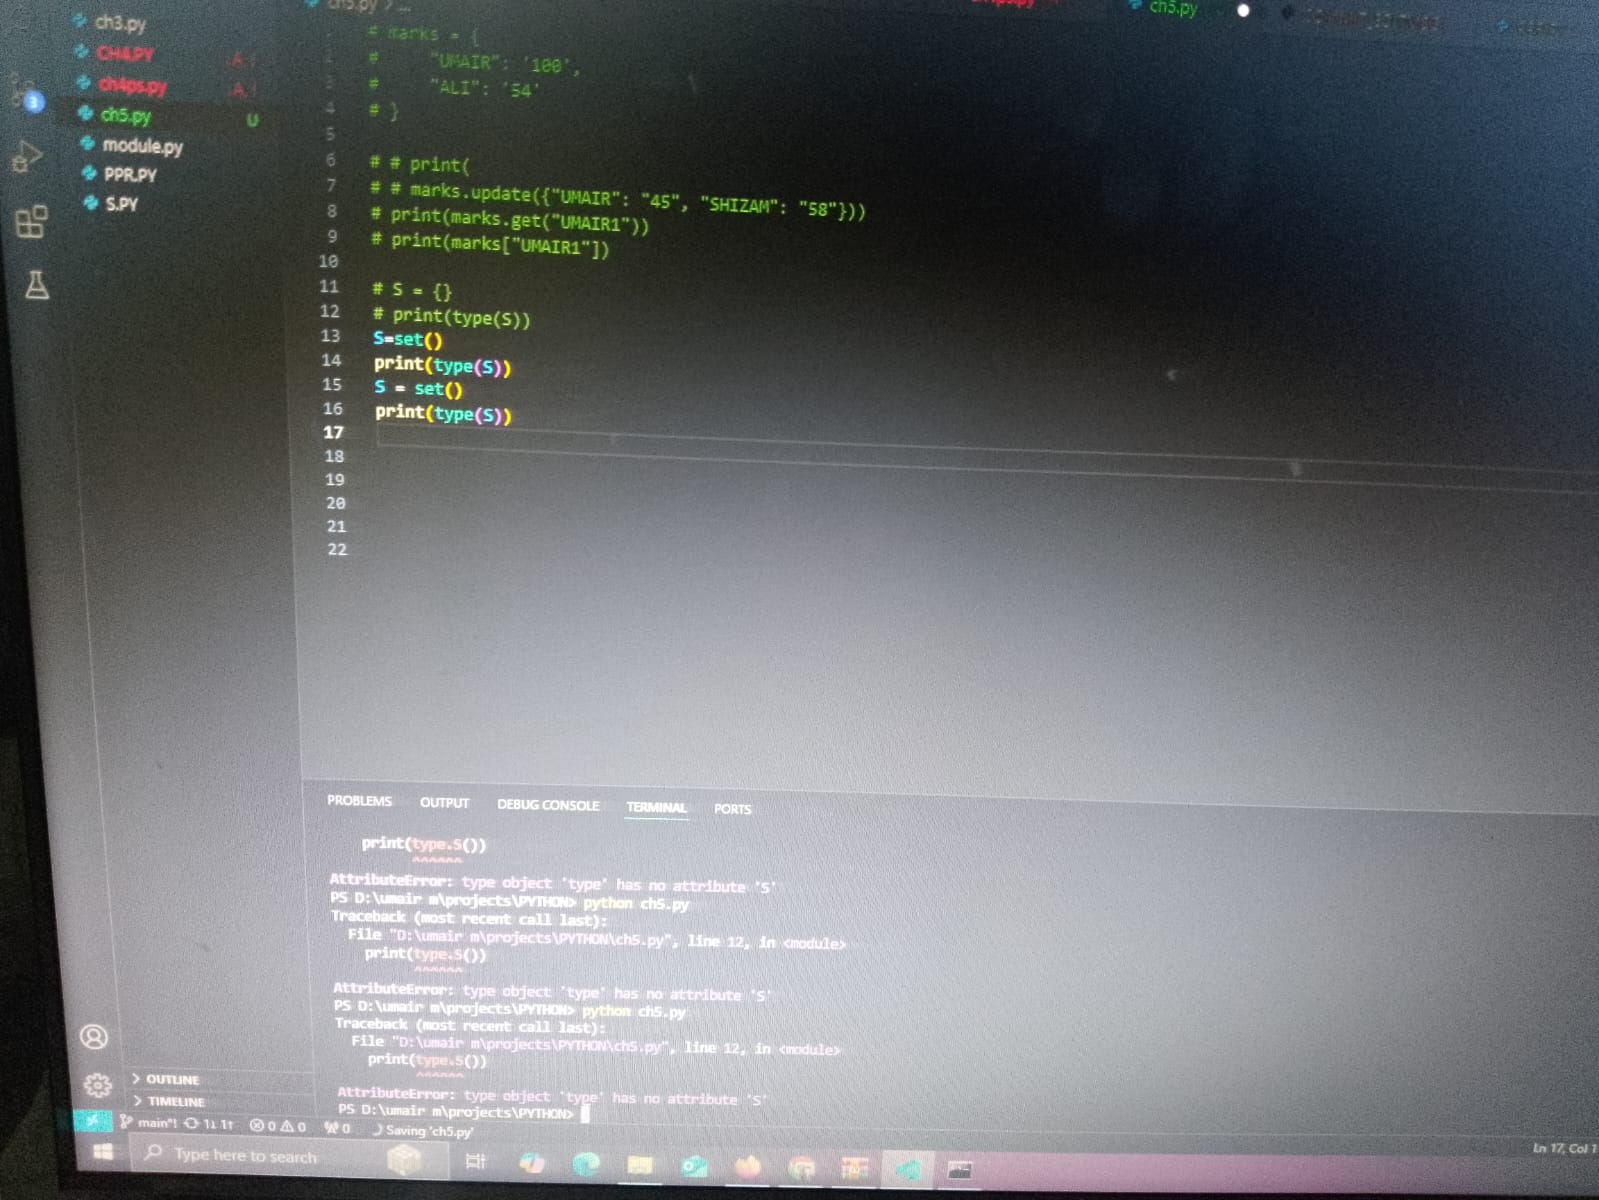 ch3.py
CH4.PY
ch4ps.py
ch5.py U
module.py
PPR.PY
S.PY
3
ch5.py > ...
ch5.py
# marks = {
#     "UMAIR": '100',
3 #     "ALI": '54'
4 # }
5
6 # # print(
7 # # marks.update({"UMAIR": "45", "SHIZAM": "58"}))
8 # print(marks.get("UMAIR1"))
9 # print(marks["UMAIR1"])
10
11 # S = {}
12 # print(type(S))
13 S=set()
14 print(type(S))
15 S = set()
16 print(type(S))
17
18
19
20
21
22
PROBLEMS OUTPUT DEBUG CONSOLE TERMINAL PORTS
print(type.S())
^^^^^^
AttributeError: type object 'type' has no attribute 'S'
PS D:\umair m\projects\PYTHON> python ch5.py
Traceback (most recent call last):
File "D:\umair m\projects\PYTHON\ch5.py", line 12, in <module>
print(type.S())
^^^^^^
AttributeError: type object 'type' has no attribute 'S'
PS D:\umair m\projects\PYTHON> python ch5.py
Traceback (most recent call last):
File "D:\umair m\projects\PYTHON\ch5.py", line 12, in <module>
print(type.S())
^^^^^^
AttributeError: type object 'type' has no attribute 'S'
PS D:\umair m\projects\PYTHON>
> OUTLINE
> TIMELINE
main*! 1↓ 1↑ 0 0 0 Saving 'ch5.py'
Ln 17, Col 1
Type here to search